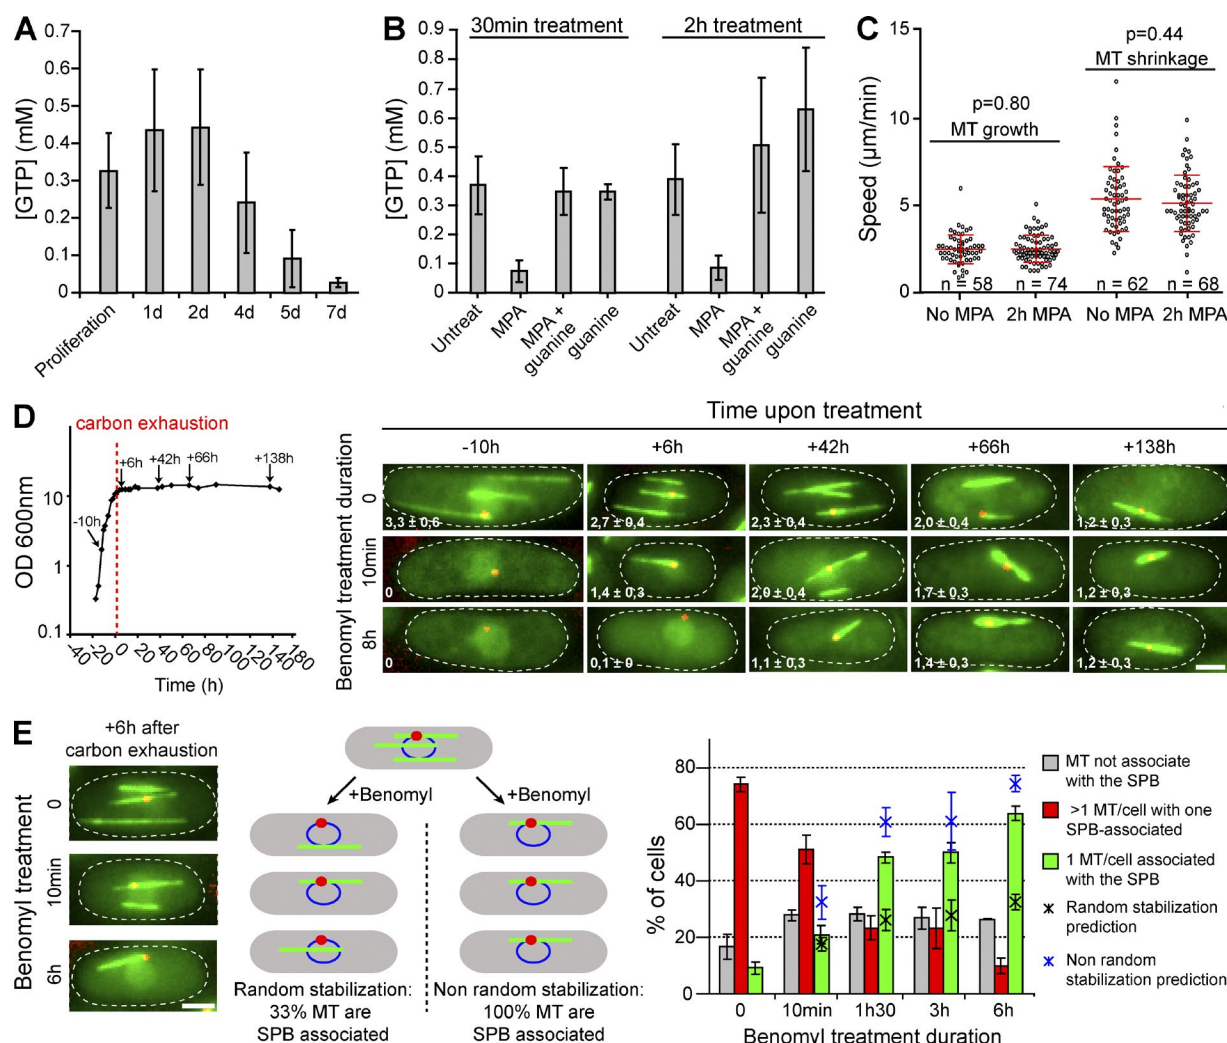 A
[GTP] (mM)
0.7
0.6
0.5
0.4
0.3
0.2
0.1
0
Proliferation
1d
2d
4d
5d
7d
B
30min treatment
2h treatment
[GTP] (mM)
0.9
0.8
0.7
0.6
0.5
0.4
0.3
0.2
0.1
0
Untreat
MPA
MPA +
guanine
guanine
Untreat
MPA
MPA +
guanine
guanine
C
Speed (µm/min)
15
10
5
0
p=0.80
MT growth
p=0.44
MT shrinkage
n = 58
n = 74
n = 62
n = 68
No MPA
2h MPA
No MPA
2h MPA
D
carbon exhaustion
OD 600nm
10
1
0.1
-10h
+6h
+42h
+66h
+138h
-40
-20
0
20
40
60
80
100
120
140
160
180
Time (h)
Time upon treatment
-10h
+6h
+42h
+66h
+138h
Benomyl treatment duration
0
3,3 ± 0,6
2,7 ± 0,4
2,3 ± 0,4
2,0 ± 0,4
1,2 ± 0,3
10min
0
1,4 ± 0,3
2,0 ± 0,4
1,7 ± 0,3
1,2 ± 0,3
8h
0
0,1 ± 0
1,1 ± 0,3
1,4 ± 0,3
1,2 ± 0,3
E
+6h after
carbon exhaustion
Benomyl treatment
0
10min
6h
+Benomyl
+Benomyl
Random stabilization:
33% MT are
SPB associated
Non random stabilization:
100% MT are
SPB associated
% of cells
80
60
40
20
0
0
10min
1h30
3h
6h
Benomyl treatment duration
MT not associate
with the SPB
>1 MT/cell with one
SPB-associated
1 MT/cell associated
with the SPB
Random stabilization
prediction
Non random
stabilization prediction